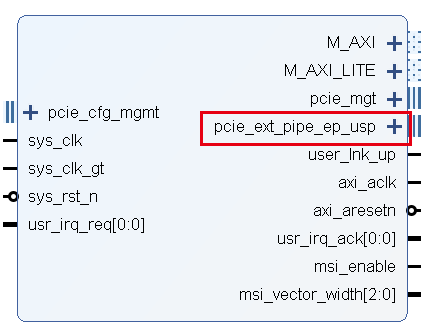 M_AXI
M_AXI_LITE
pcie_mgt
pcie_cfg_mgmt
pcie_ext_pipe_ep_usp
sys_clk
user_lnk_up
sys_clk_gt
axi_aclk
sys_rst_n
axi_aresetn
usr_irq_req[0:0]
usr_irq_ack[0:0]
msi_enable
msi_vector_width[2:0]